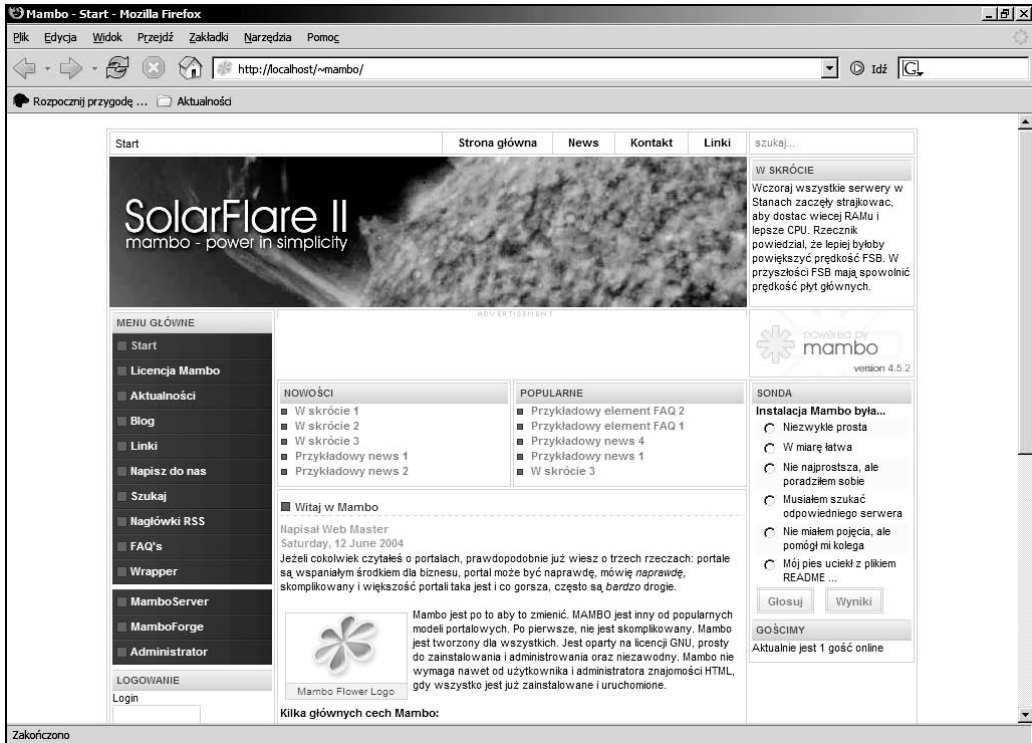 Mambo - Start - Mozilla Firefox
Plik Edycja Widok Przejdź Zakładki Narzędzia Pomoc
http://localhost/~mambo/
Idź
G
Rozpocznij przygodę ... Aktualności
Start
Strona główna News Kontakt Linki
szukaj...
SolarFlare II
mambo - power in simplicity
W SKRÓCIE
Wczoraj wszystkie serwery w
Stanach zaczęły strajkowac,
aby dostac wiecej RAMu i
lepsze CPU. Rzecznik
powiedzial, że lepiej byłoby
powiększyć prędkość FSB. W
przyszłości FSB mają spowolnić
prędkość płyt głównych.
ADVERTISEMENT
powered by
mambo
version 4.5.2
MENU GŁÓWNE
Start
Licencja Mambo
Aktualności
Blog
Linki
Napisz do nas
Szukaj
Nagłówki RSS
FAQ's
Wrapper
MamboServer
MamboForge
Administrator
LOGOWANIE
Login
NOWOŚCI
W skrócie 1
W skrócie 2
W skrócie 3
Przykładowy news 1
Przykładowy news 2
POPULARNE
Przykładowy element FAQ 2
Przykładowy element FAQ 1
Przykładowy news 4
Przykładowy news 1
W skrócie 3
Witaj w Mambo
Napisał Web Master
Saturday, 12 June 2004
Jeżeli cokolwiek czytałeś o portalach, prawdopodobnie już wiesz o trzech rzeczach: portale
są wspaniałym środkiem dla biznesu, portal może być naprawdę, mówię naprawdę,
skomplikowany i większość portali taka jest i co gorsza, często są bardzo drogie.
Mambo jest po to aby to zmienić. MAMBO jest inny od popularnych
modeli portalowych. Po pierwsze, nie jest skomplikowany. Mambo
jest tworzony dla wszystkich. Jest oparty na licencji GNU, prosty
do zainstalowania i administrowania oraz niezawodny. Mambo nie
wymaga nawet od użytkownika i administratora znajomości HTML,
gdy wszystko jest już zainstalowane i uruchomione.
Mambo Flower Logo
Kilka głównych cech Mambo:
SONDA
Instalacja Mambo była...
Niezwykle prosta
W miarę łatwa
Nie najprostsza, ale
poradziłem sobie
Musiałem szukać
odpowiedniego serwera
Nie miałem pojęcia, ale
pomógł mi kolega
Mój pies uciekł z plikiem
README ...
Głosuj Wyniki
GOŚCIMY
Aktualnie jest 1 gość online
Zakończono